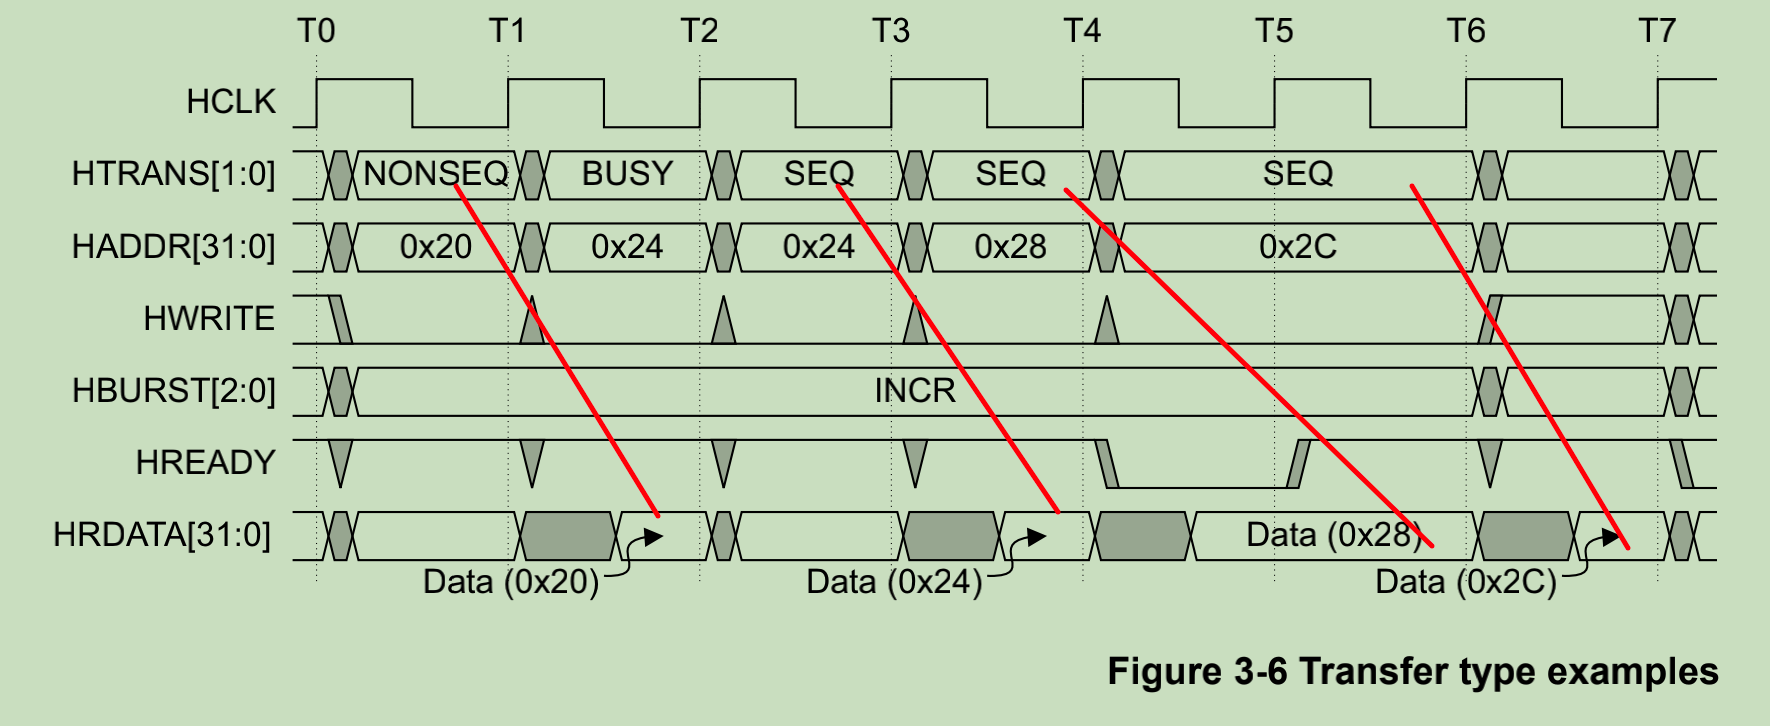 T0 T1 T2 T3 T4 T5 T6 T7
HCLK
HTRANS[1:0] NONSEQ BUSY SEQ SEQ SEQ
HADDR[31:0] 0x20 0x24 0x24 0x28 0x2C
HWRITE
HBURST[2:0] INCR
HREADY
HRDATA[31:0] Data (0x28)
Data (0x20) Data (0x24) Data (0x2C)
Figure 3-6 Transfer type examples